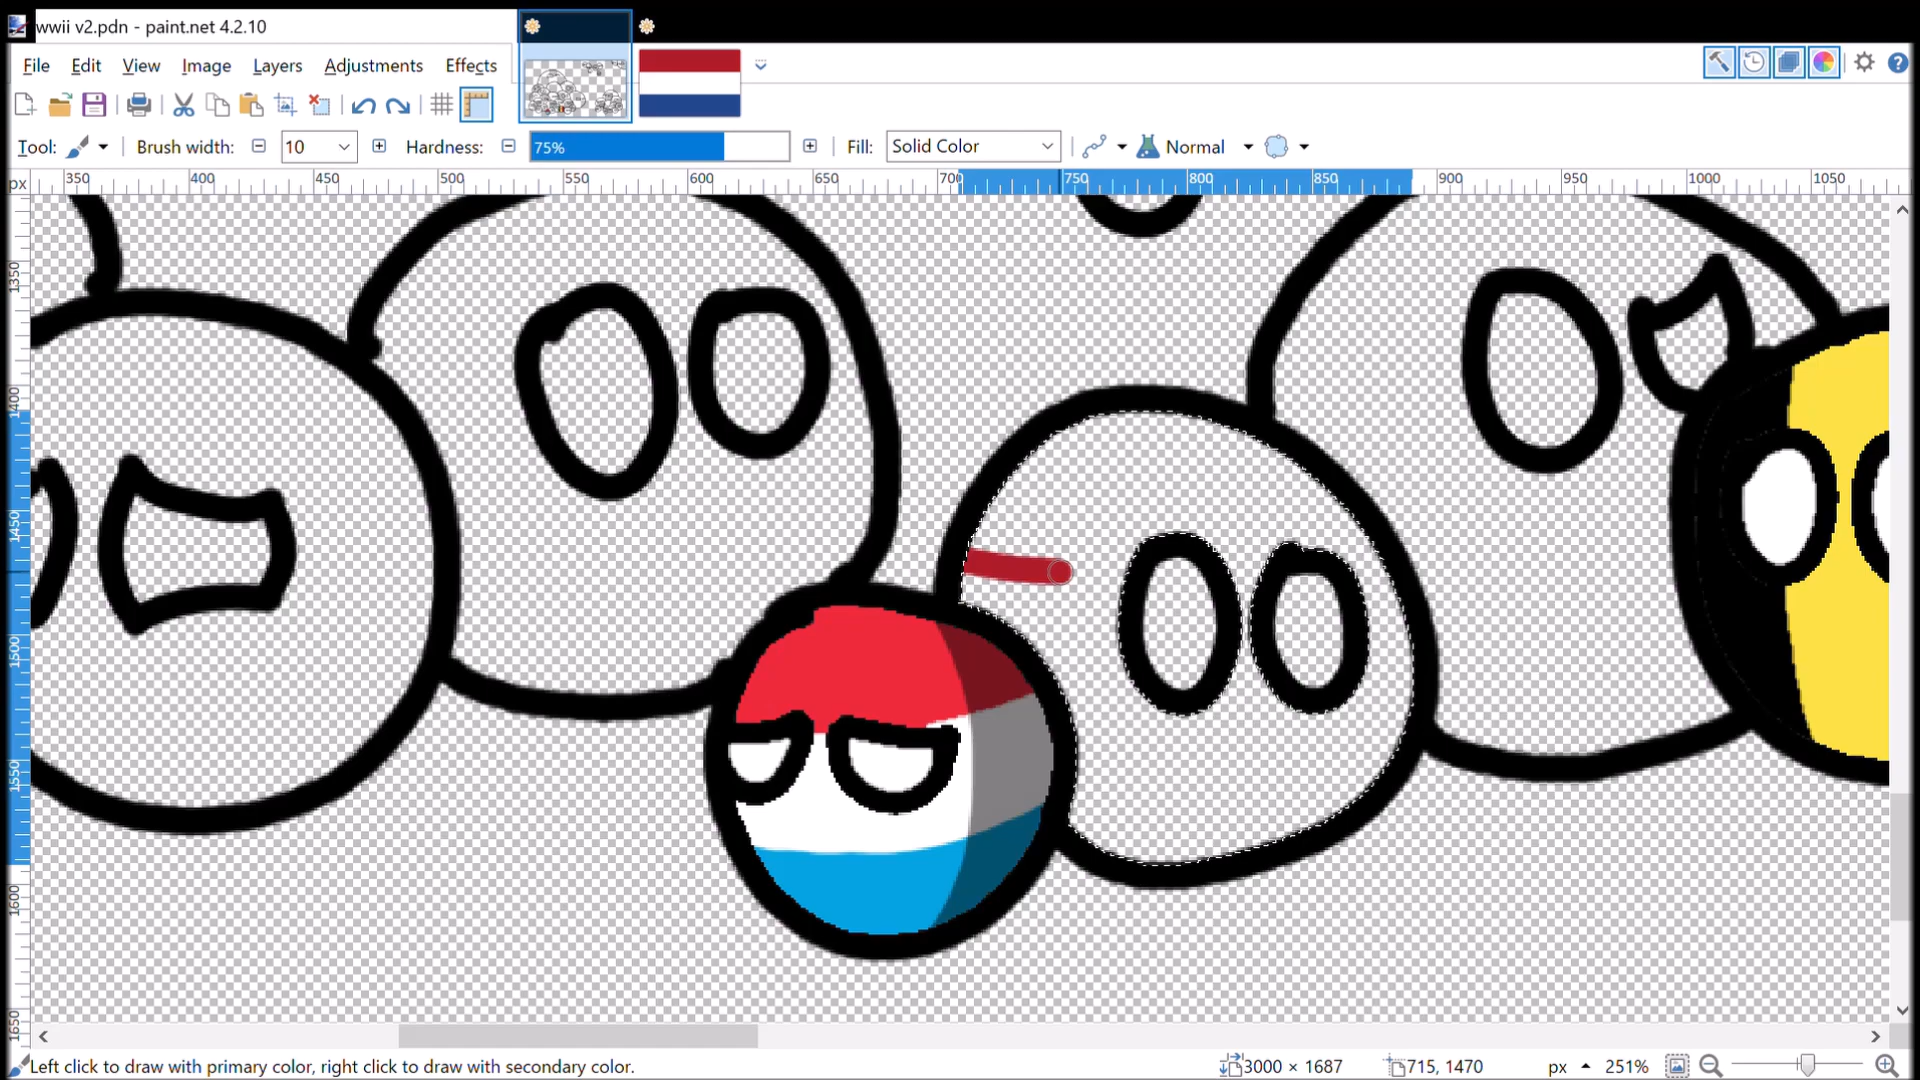 wwii v2.pdn - paint.net 4.2.10
File Edit View Image Layers Adjustments Effects
Tool: Brush width: 10 Hardness: 75% Fill: Solid Color Normal
px 350 400 450 500 550 600 650 700 750 800 850 900 950 1000 1050
1350
1400
1450
1500
1550
1600
1650
Left click to draw with primary color, right click to draw with secondary color. 3000 × 1687 715, 1470 px 251%